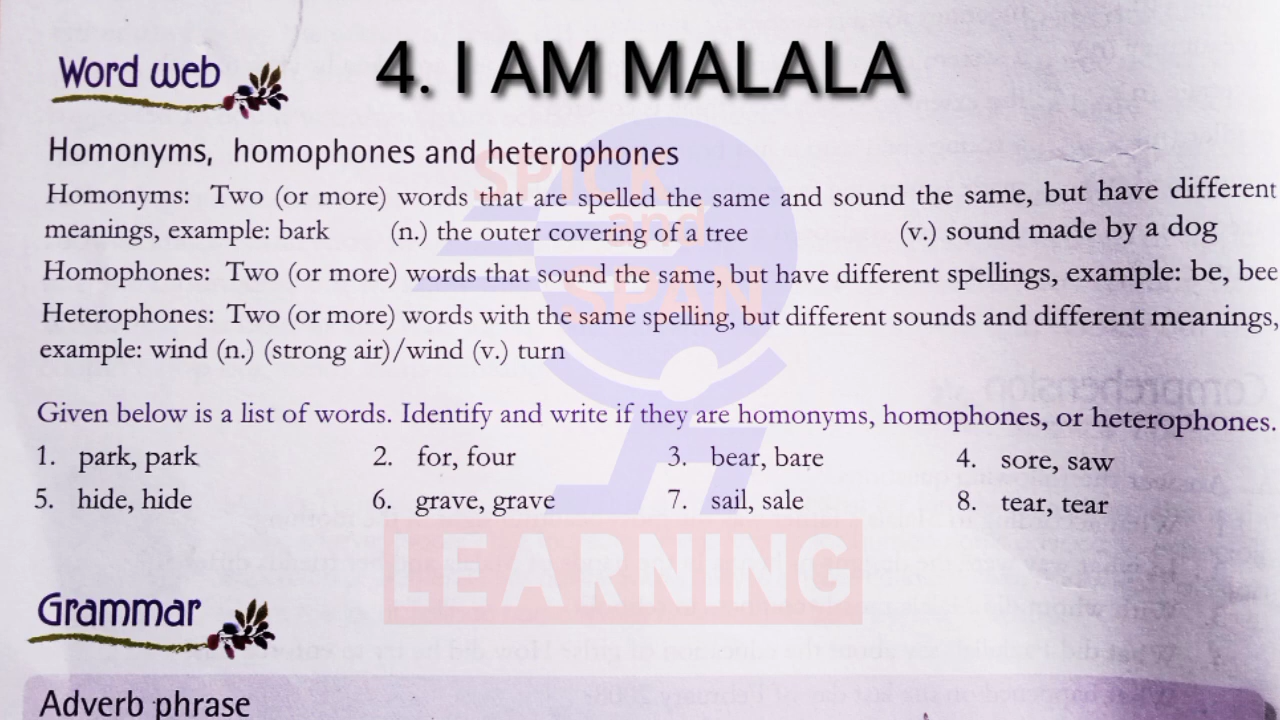 Word web
4. I AM MALALA
Homonyms, homophones and heterophones
Homonyms: Two (or more) words that are spelled the same and sound the same, but have different
meanings, example: bark (n.) the outer covering of a tree (v.) sound made by a dog
Homophones: Two (or more) words that sound the same, but have different spellings, example: be, bee
Heterophones: Two (or more) words with the same spelling, but different sounds and different meanings,
example: wind (n.) (strong air)/wind (v.) turn
Given below is a list of words. Identify and write if they are homonyms, homophones, or heterophones.
1. park, park 2. for, four 3. bear, bare 4. sore, saw
5. hide, hide 6. grave, grave 7. sail, sale 8. tear, tear
SPICK
and
SPAN
LEARNING
Grammar
Adverb phrase